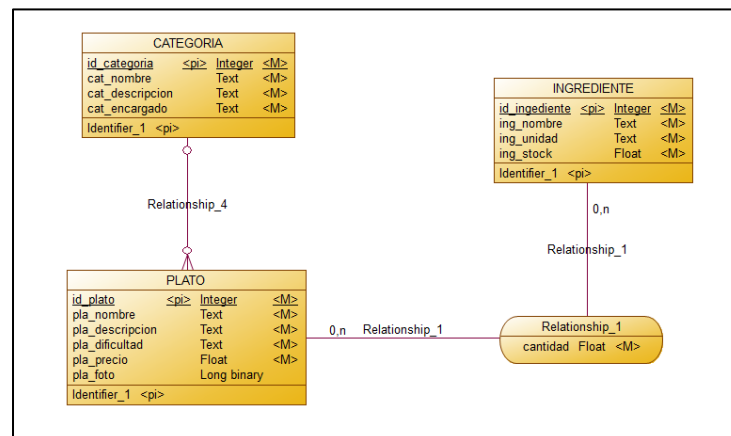 CATEGORIA
id_categoria <pi> Integer <M>
cat_nombre Text <M>
cat_descripcion Text <M>
cat_encargado Text <M>
Identifier_1 <pi>
INGREDIENTE
id_ingediente <pi> Integer <M>
ing_nombre Text <M>
ing_unidad Text <M>
ing_stock Float <M>
Identifier_1 <pi>
Relationship_4
0,n
Relationship_1
PLATO
id_plato <pi> Integer <M>
pla_nombre Text <M>
pla_descripcion Text <M>
pla_dificultad Text <M>
pla_precio Float <M>
pla_foto Long binary
Identifier_1 <pi>
0,n Relationship_1
Relationship_1
cantidad Float <M>